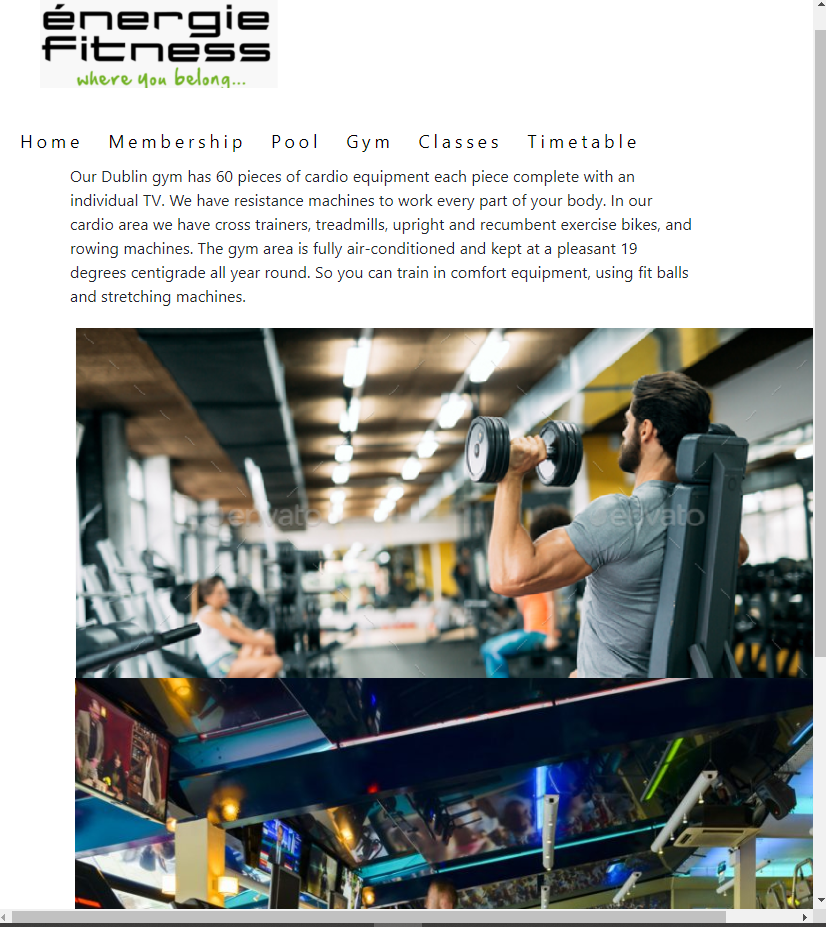 énergie
fitness
where you belong...
Home Membership Pool Gym Classes Timetable
Our Dublin gym has 60 pieces of cardio equipment each piece complete with an
individual TV. We have resistance machines to work every part of your body. In our
cardio area we have cross trainers, treadmills, upright and recumbent exercise bikes, and
rowing machines. The gym area is fully air-conditioned and kept at a pleasant 19
degrees centigrade all year round. So you can train in comfort equipment, using fit balls
and stretching machines.
envato envato